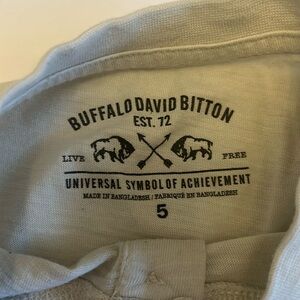 BUFFALO DAVID BITTON
EST. 72
LIVE FREE
UNIVERSAL SYMBOL OF ACHIEVEMENT
MADE IN BANGLADESH / FABRIQUE EN BANGLADESH
5